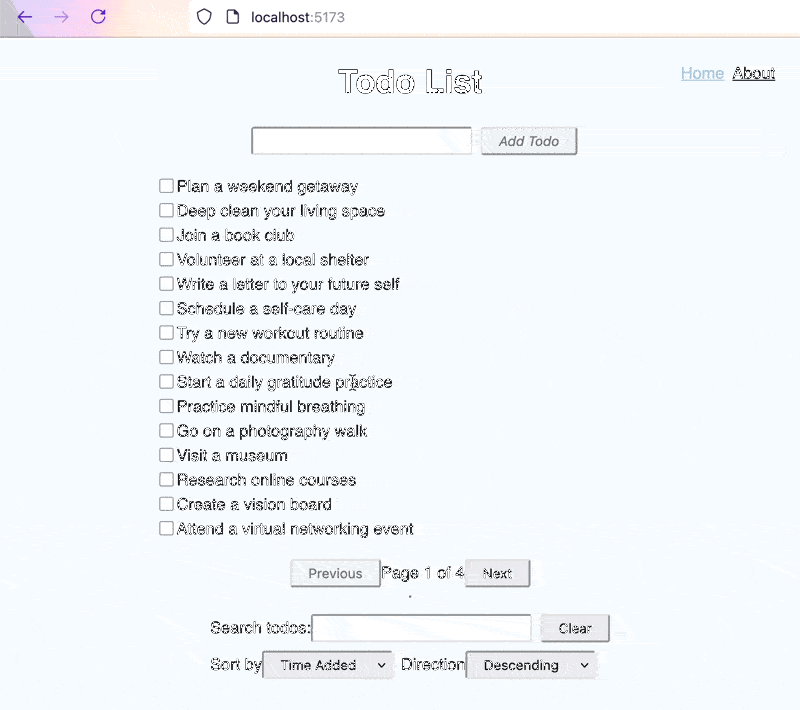 localhost:5173
Todo List
Home About
Add Todo
Plan a weekend getaway
Deep clean your living space
Join a book club
Volunteer at a local shelter
Write a letter to your future self
Schedule a self-care day
Try a new workout routine
Watch a documentary
Start a daily gratitude practice
Practice mindful breathing
Go on a photography walk
Visit a museum
Research online courses
Create a vision board
Attend a virtual networking event
Previous Page 1 of 4 Next
Search todos: Clear
Sort by Time Added Direction Descending